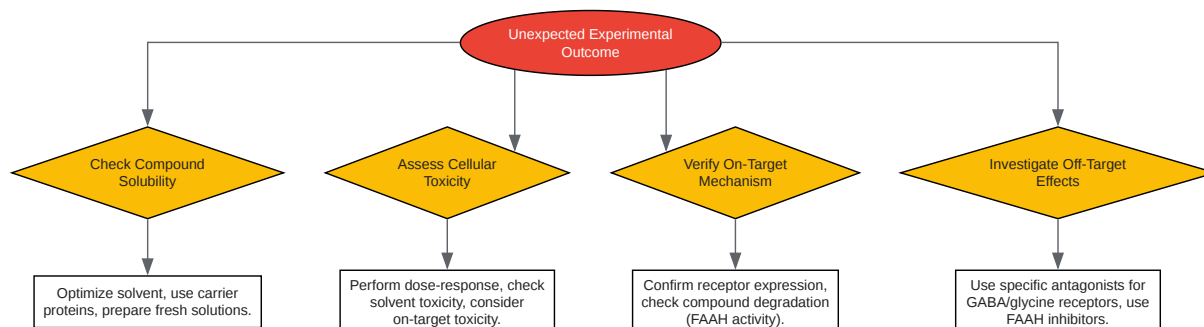 Unexpected Experimental
Outcome
Check Compound
Solubility
Assess Cellular
Toxicity
Verify On-Target
Mechanism
Investigate Off-Target
Effects
Optimize solvent, use carrier
proteins, prepare fresh solutions.
Perform dose-response, check
solvent toxicity, consider
on-target toxicity.
Confirm receptor expression,
check compound degradation
(FAAH activity).
Use specific antagonists for
GABA/glycine receptors, use
FAAH inhibitors.